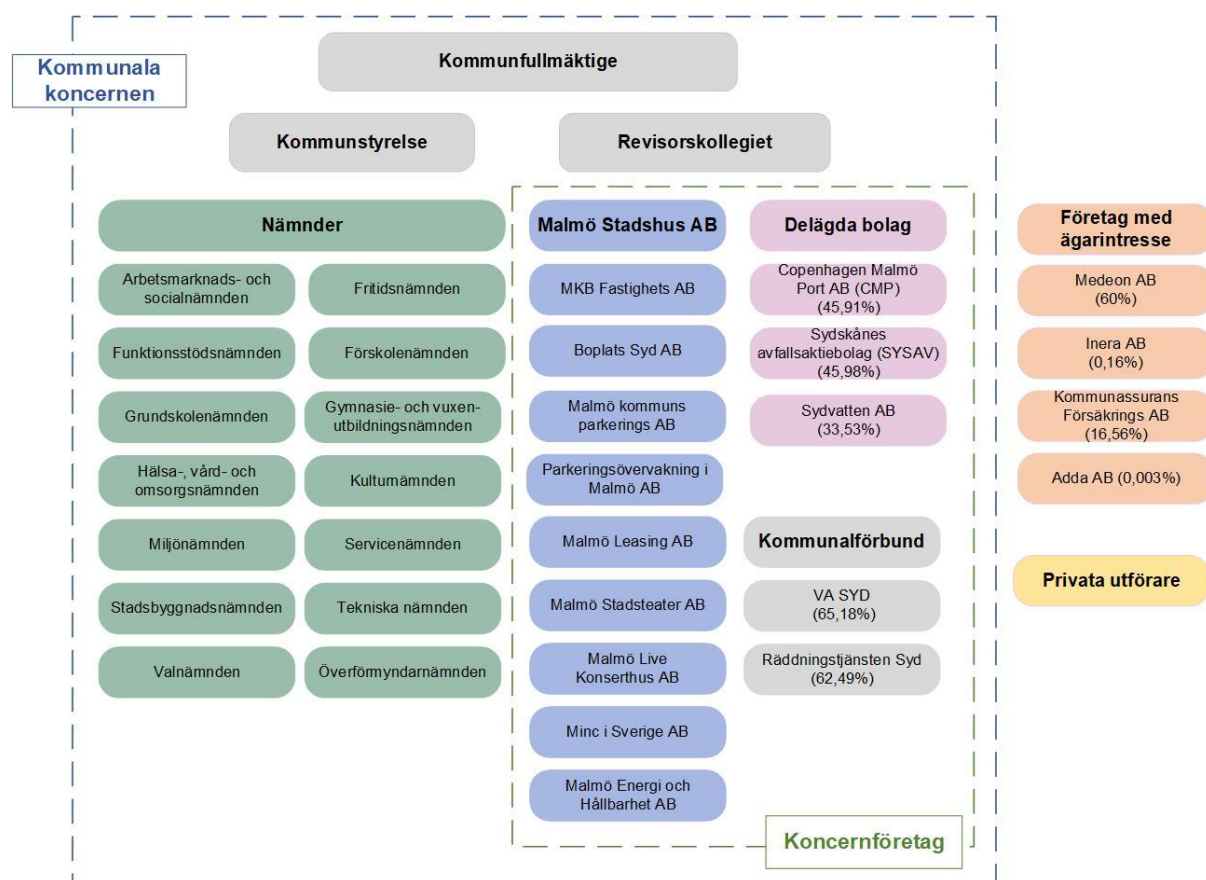 Kommunala
koncernen
Kommunfullmäktige
Kommunstyrelse
Revisorskollegiet
Nämnder
Arbetsmarknads- och
socialnämnden
Fritidsnämnden
Funktionsstödsnämnden
Förskolenämnden
Grundskolenämnden
Gymnasie- och vuxen-
utbildningsnämnden
Hälsa-, vård- och
omsorgsnämnden
Kulturnämnden
Miljönämnden
Servicenämnden
Stadsbyggnadsnämnden
Tekniska nämnden
Valnämnden
Överförmyndarnämnden
Malmö Stadshus AB
MKB Fastighets AB
Boplats Syd AB
Malmö kommuns
parkerings AB
Parkeringsövervakning i
Malmö AB
Malmö Leasing AB
Malmö Stadsteater AB
Malmö Live
Konserthus AB
Minc i Sverige AB
Malmö Energi och
Hållbarhet AB
Delägda bolag
Copenhagen Malmö
Port AB (CMP)
(45,91%)
Sydskånes
avfallsaktiebolag (SYSAV)
(45,98%)
Sydvatten AB
(33,53%)
Kommunalförbund
VA SYD
(65,18%)
Räddningstjänsten Syd
(62,49%)
Koncernföretag
Företag med
ägarintresse
Medeon AB
(60%)
Inera AB
(0,16%)
Kommunassurans
Försäkrings AB
(16,56%)
Adda AB (0,003%)
Privata utförare